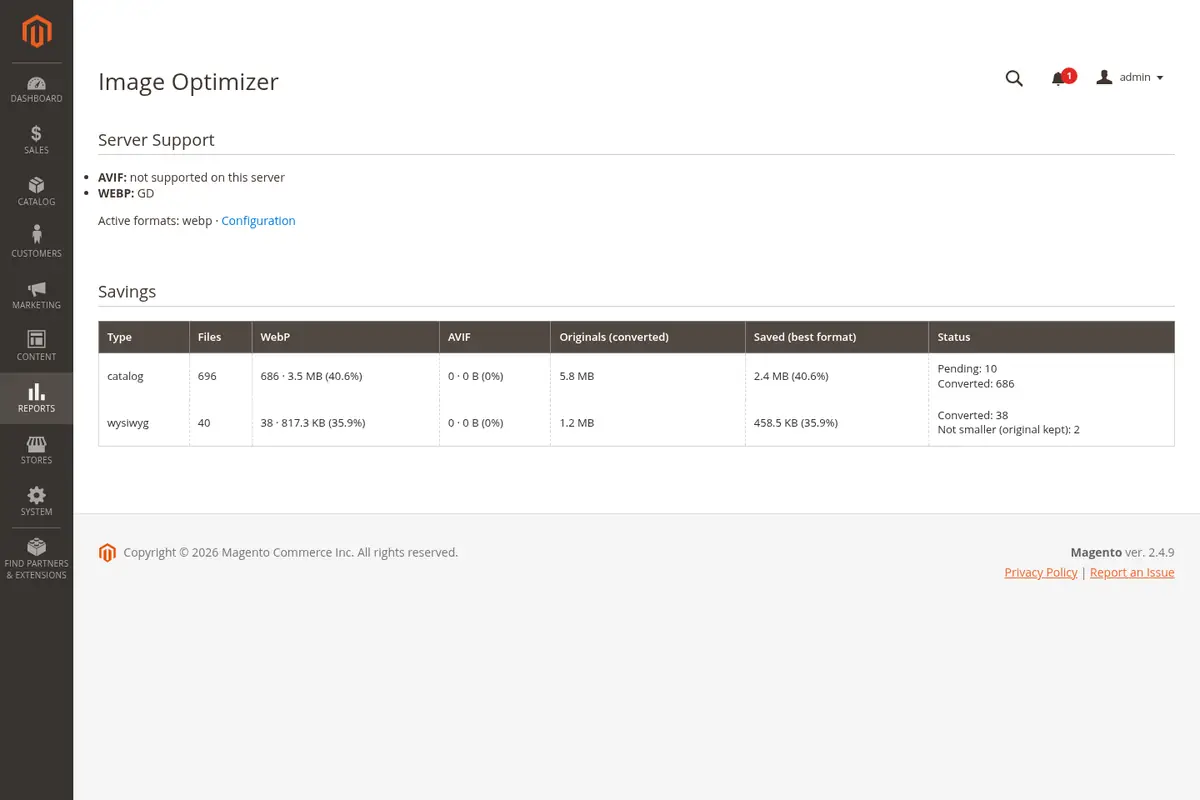 Image Optimizer
1
admin
DASHBOARD
SALES
CATALOG
CUSTOMERS
MARKETING
CONTENT
REPORTS
STORES
SYSTEM
FIND PARTNERS
& EXTENSIONS
Server Support
AVIF: not supported on this server
WEBP: GD
Active formats: webp · Configuration
Savings
Type Files WebP AVIF Originals (converted) Saved (best format) Status
catalog 696 686 · 3.5 MB (40.6%) 0 · 0 B (0%) 5.8 MB 2.4 MB (40.6%) Pending: 10
Converted: 686
wysiwyg 40 38 · 817.3 KB (35.9%) 0 · 0 B (0%) 1.2 MB 458.5 KB (35.9%) Converted: 38
Not smaller (original kept): 2
Copyright © 2026 Magento Commerce Inc. All rights reserved.
Magento ver. 2.4.9
Privacy Policy | Report an Issue